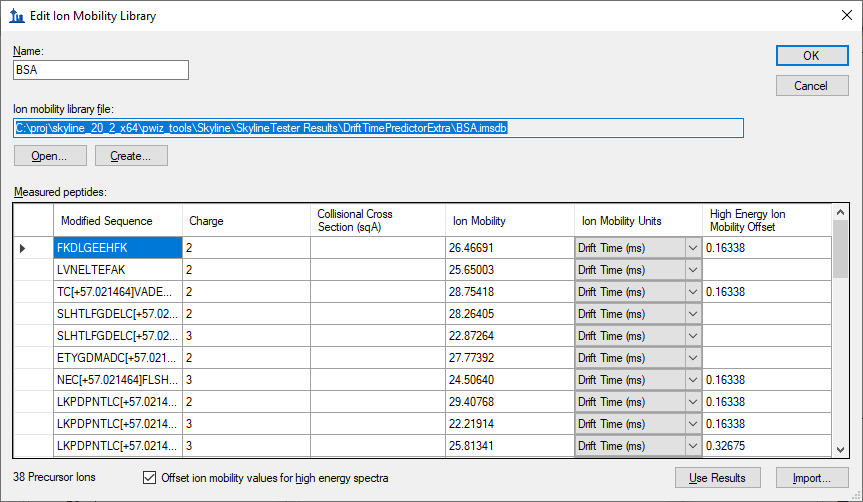 Edit Ion Mobility Library
Name:
BSA
OK
Cancel
Ion mobility library file:
C:\proj\skyline_20_2_x64\pwiz_tools\Skyline\SkylineTester Results\DriftTimePredictorExtra\BSA.imsdb
Open...
Create...
Measured peptides:
Modified Sequence Charge Collisional Cross Section (sqA) Ion Mobility Ion Mobility Units High Energy Ion Mobility Offset
FKDLGEEHFK 2 26.46691 Drift Time (ms) 0.16338
LVNELTEFAK 2 25.65003 Drift Time (ms)
TC[+57.021464]VADE... 2 28.75418 Drift Time (ms) 0.16338
SLHTLFGDELC[+57.02... 2 28.26405 Drift Time (ms)
SLHTLFGDELC[+57.02... 3 22.87264 Drift Time (ms)
ETYGDMADC[+57.021... 2 27.77392 Drift Time (ms)
NEC[+57.021464]FLSH... 3 24.50640 Drift Time (ms) 0.16338
LKPDPNTLC[+57.0214... 2 29.40768 Drift Time (ms) 0.16338
LKPDPNTLC[+57.0214... 3 22.21914 Drift Time (ms) 0.16338
LKPDPNTLC[+57.0214... 3 25.81341 Drift Time (ms) 0.32675
38 Precursor Ions
Offset ion mobility values for high energy spectra
Use Results
Import...